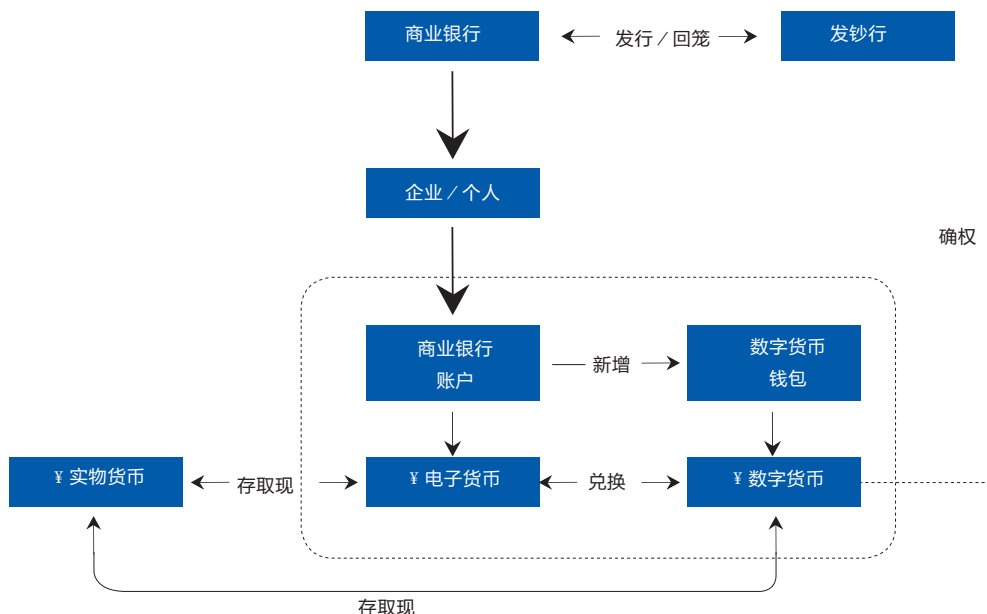 商业银行
发行／回笼
发钞行
企业／个人
确权
商业银行
账户
新增
数字货币
钱包
¥ 实物货币
存取现
¥ 电子货币
兑换
¥ 数字货币
存取现